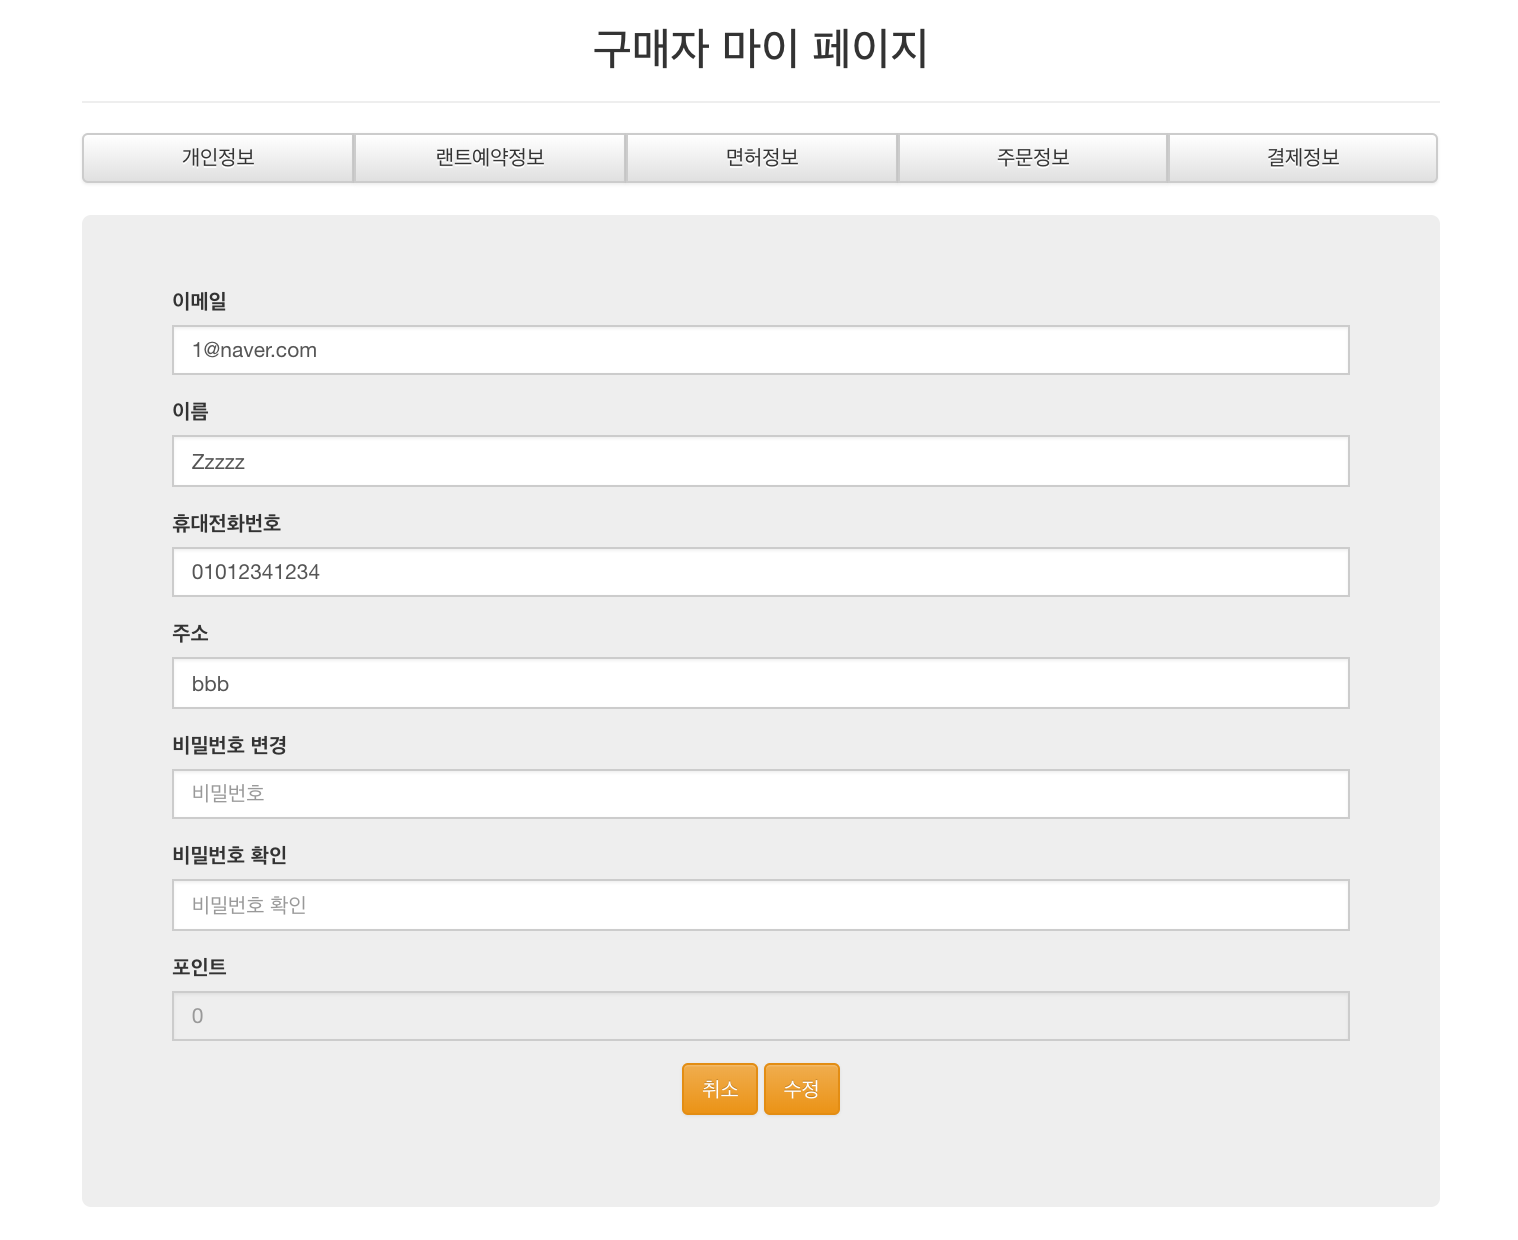 구매자 마이 페이지
개인정보 랜트예약정보 면허정보 주문정보 결제정보
이메일
1@naver.com
이름
Zzzzz
휴대전화번호
01012341234
주소
bbb
비밀번호 변경
비밀번호
비밀번호 확인
비밀번호 확인
포인트
0
취소 수정